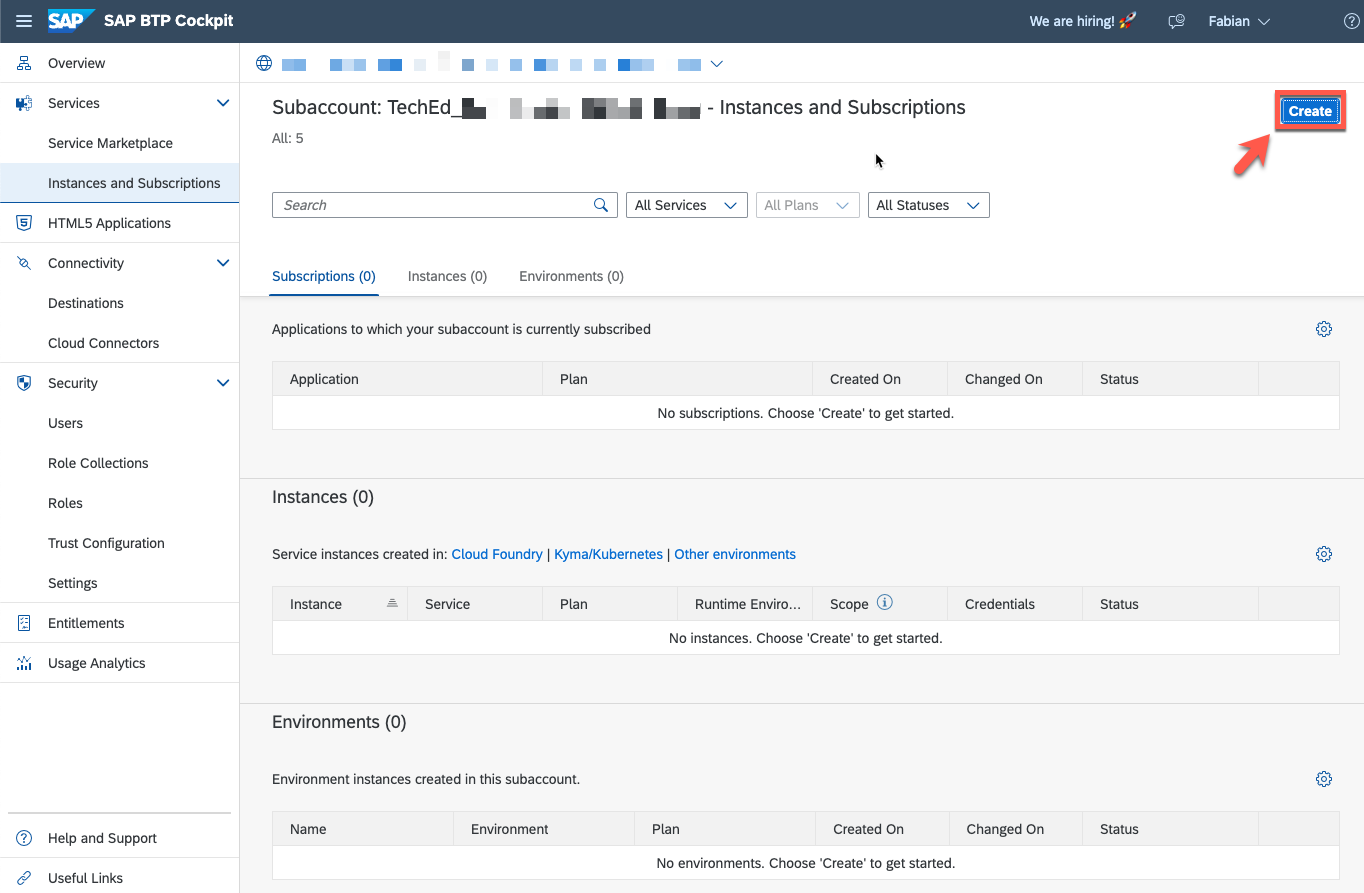 SAP SAP BTP Cockpit We are hiring! 🚀 Fabian
Overview
Services
Service Marketplace
Instances and Subscriptions
HTML5 Applications
Connectivity
Destinations
Cloud Connectors
Security
Users
Role Collections
Roles
Trust Configuration
Settings
Entitlements
Usage Analytics
Help and Support
Useful Links
Subaccount: TechEd_ - Instances and Subscriptions
Create
All: 5
Search All Services All Plans All Statuses
Subscriptions (0) Instances (0) Environments (0)
Applications to which your subaccount is currently subscribed
Application Plan Created On Changed On Status
No subscriptions. Choose 'Create' to get started.
Instances (0)
Service instances created in: Cloud Foundry | Kyma/Kubernetes | Other environments
Instance Service Plan Runtime Enviro... Scope Credentials Status
No instances. Choose 'Create' to get started.
Environments (0)
Environment instances created in this subaccount.
Name Environment Plan Created On Changed On Status
No environments. Choose 'Create' to get started.